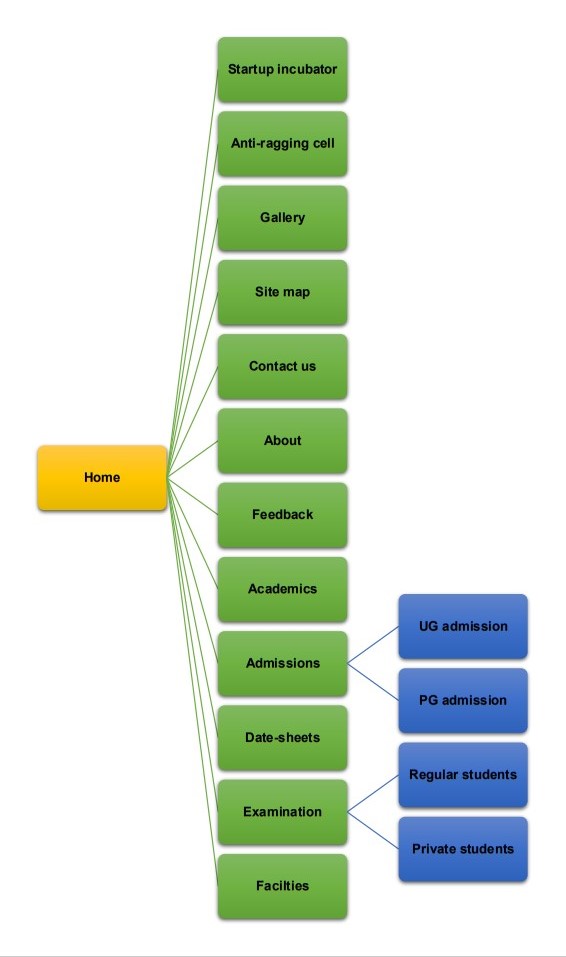 Startup incubator
Anti-ragging cell
Gallery
Site map
Contact us
About
Home
Feedback
Academics
UG admission
Admissions
PG admission
Date-sheets
Regular students
Examination
Private students
Facilties